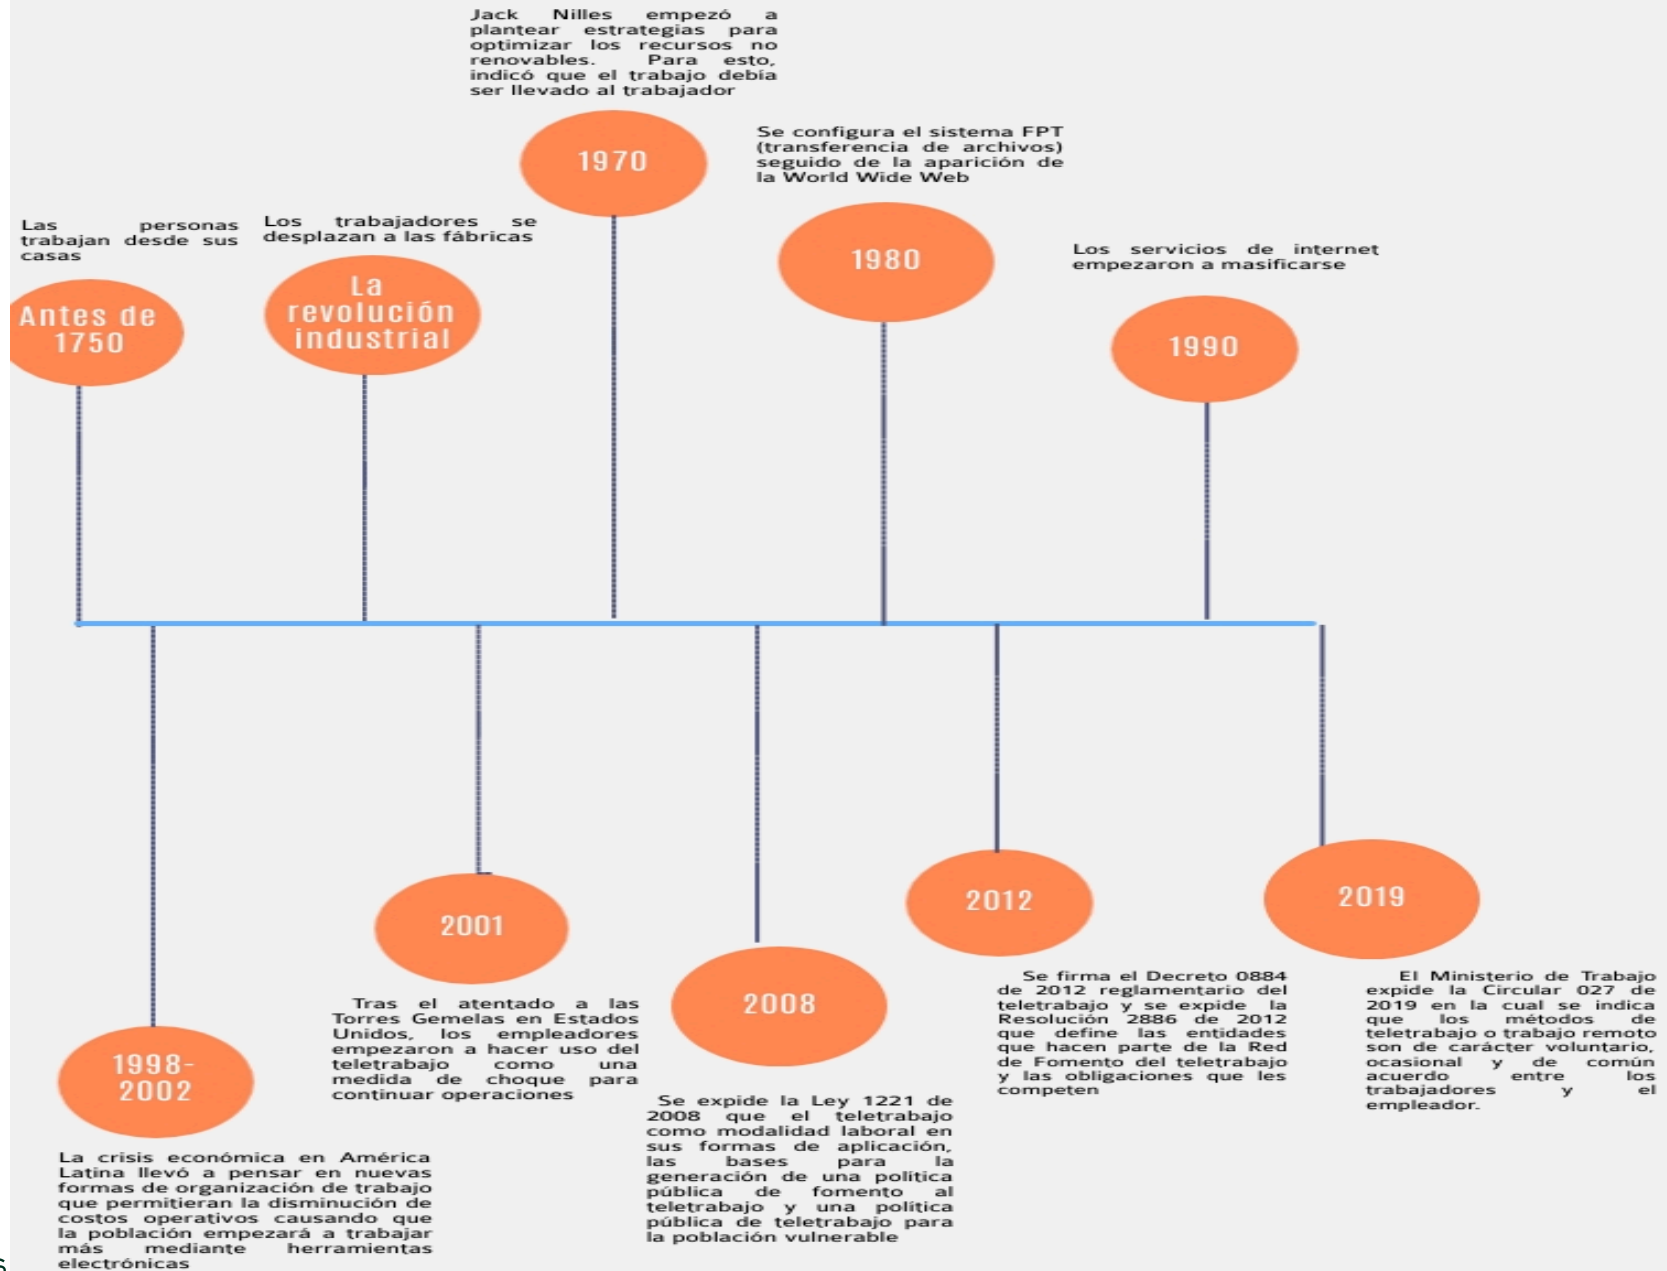 Jack Nilles empezó a
plantear estrategias para
optimizar los recursos no
renovables. Para esto,
indicó que el trabajo debía
ser llevado al trabajador
1970
Se configura el sistema FPT
(transferencia de archivos)
seguido de la aparición de
la World Wide Web
1980
Las personas
trabajan desde sus
casas
Antes de
1750
Los trabajadores se
desplazan a las fábricas
La
revolución
industrial
Los servicios de internet
empezaron a masificarse
1990
1998-
2002
La crisis económica en América
Latina llevó a pensar en nuevas
formas de organización de trabajo
que permitieran la disminución de
costos operativos causando que
la población empezará a trabajar
más mediante herramientas
electrónicas
2001
Tras el atentado a las
Torres Gemelas en Estados
Unidos, los empleadores
empezaron a hacer uso del
teletrabajo como una
medida de choque para
continuar operaciones
2008
Se expide la Ley 1221 de
2008 que el teletrabajo
como modalidad laboral en
sus formas de aplicación,
las bases para la
generación de una política
pública de fomento al
teletrabajo y una política
pública de teletrabajo para
la población vulnerable
2012
Se firma el Decreto 0884
de 2012 reglamentario del
teletrabajo y se expide la
Resolución 2886 de 2012
que define las entidades
que hacen parte de la Red
de Fomento del teletrabajo
y las obligaciones que les
competen
2019
El Ministerio de Trabajo
expide la Circular 027 de
2019 en la cual se indica
que los métodos de
teletrabajo o trabajo remoto
son de carácter voluntario,
ocasional y de común
acuerdo entre los
trabajadores y el
empleador.
s